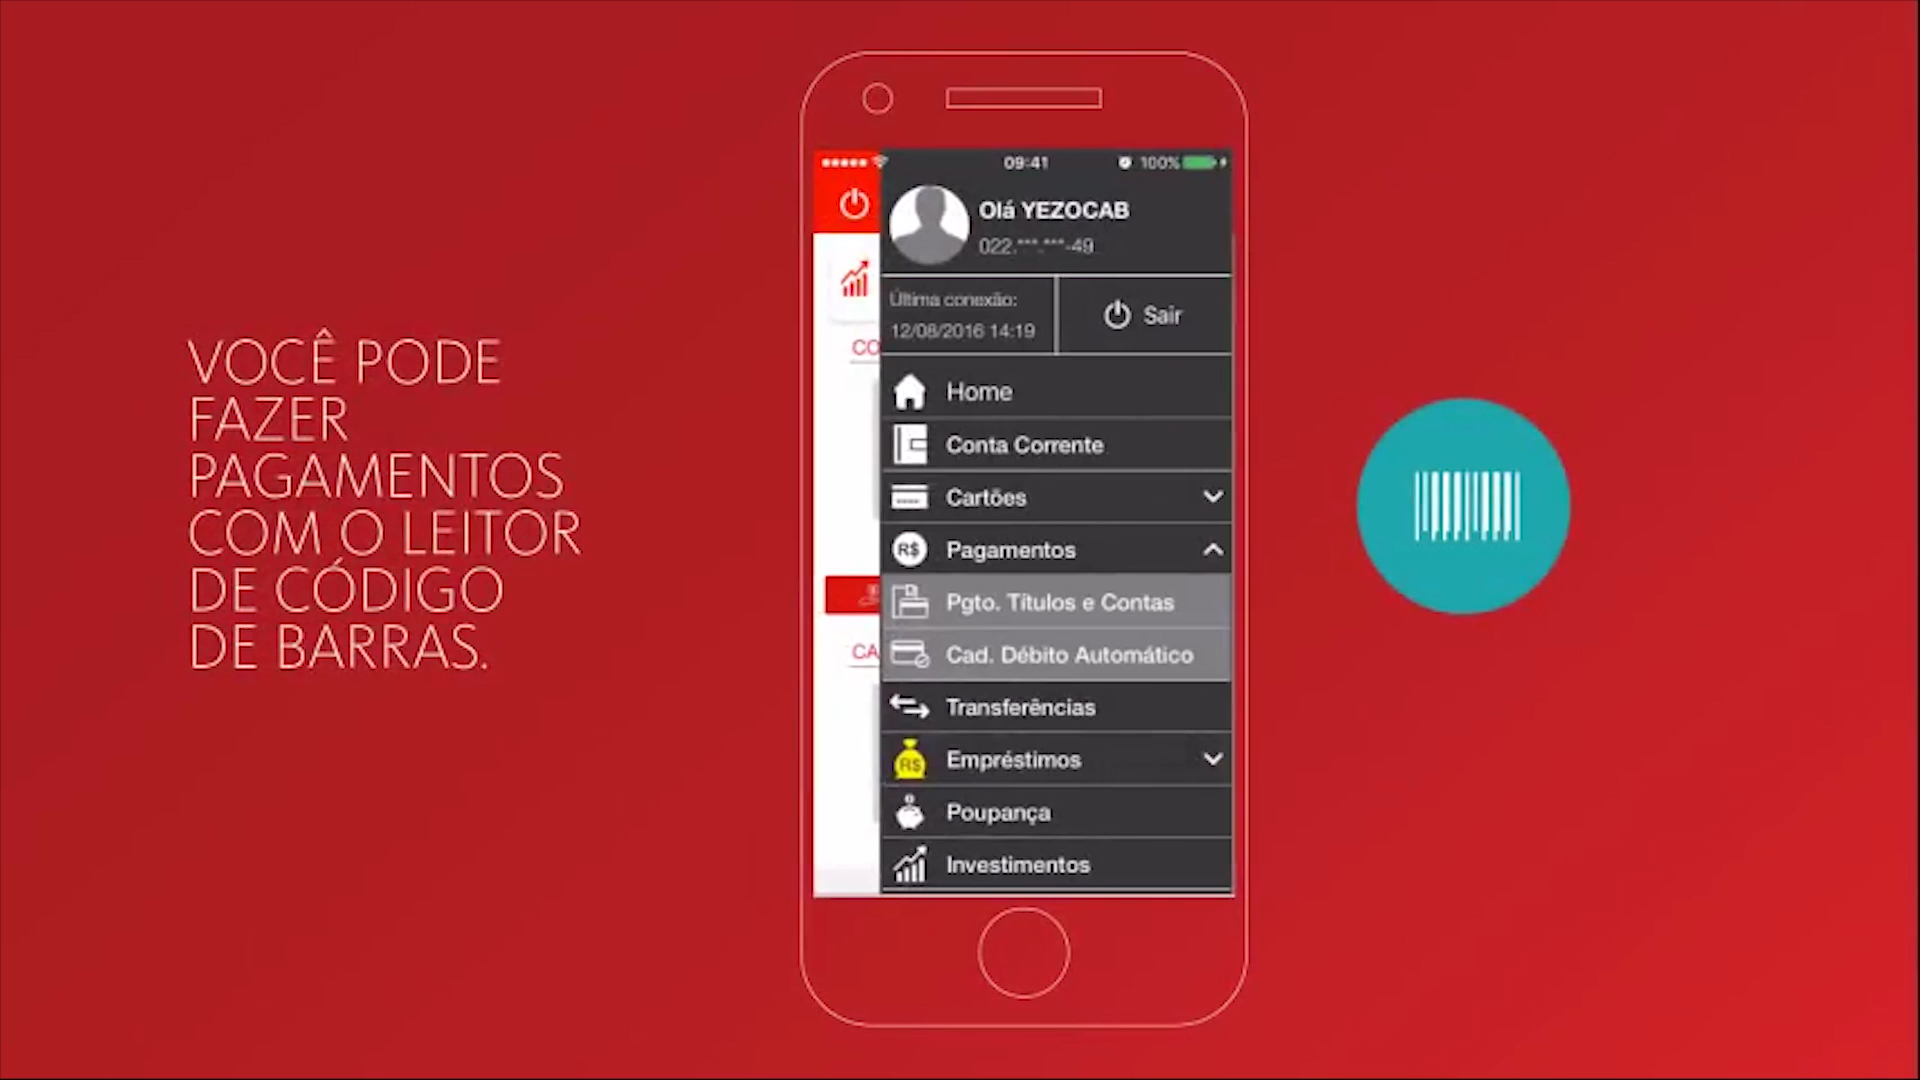 VOCÊ PODE
FAZER
PAGAMENTOS
COM O LEITOR
DE CÓDIGO
DE BARRAS.
09:41
100%
Olá YEZOCAB
022.***.***-49
Última conexão:
12/08/2016 14:19
Sair
CO
Home
Conta Corrente
Cartões
R$ Pagamentos
Pgto. Títulos e Contas
Cad. Débito Automático
CA
Transferências
R$ Empréstimos
Poupança
Investimentos